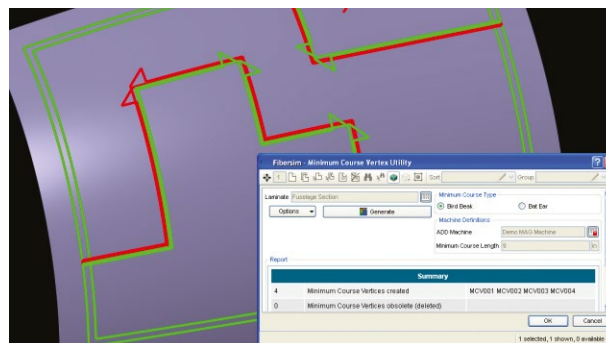 Fibersim - Minimum Course Vertex Utility
Sort
Group
Laminate Fuselage Section
Options
Generate
Minimum Course Type
Bird Beak
Bat Ear
Machine Definitions
ADD Machine Demo MAG Machine
Minimum Course Length
in
Report
Summary
4 Minimum Course Vertices created MCV001 MCV002 MCV003 MCV004
0 Minimum Course Vertices obsolete (deleted)
OK Cancel
1 selected, 1 shown, 0 available